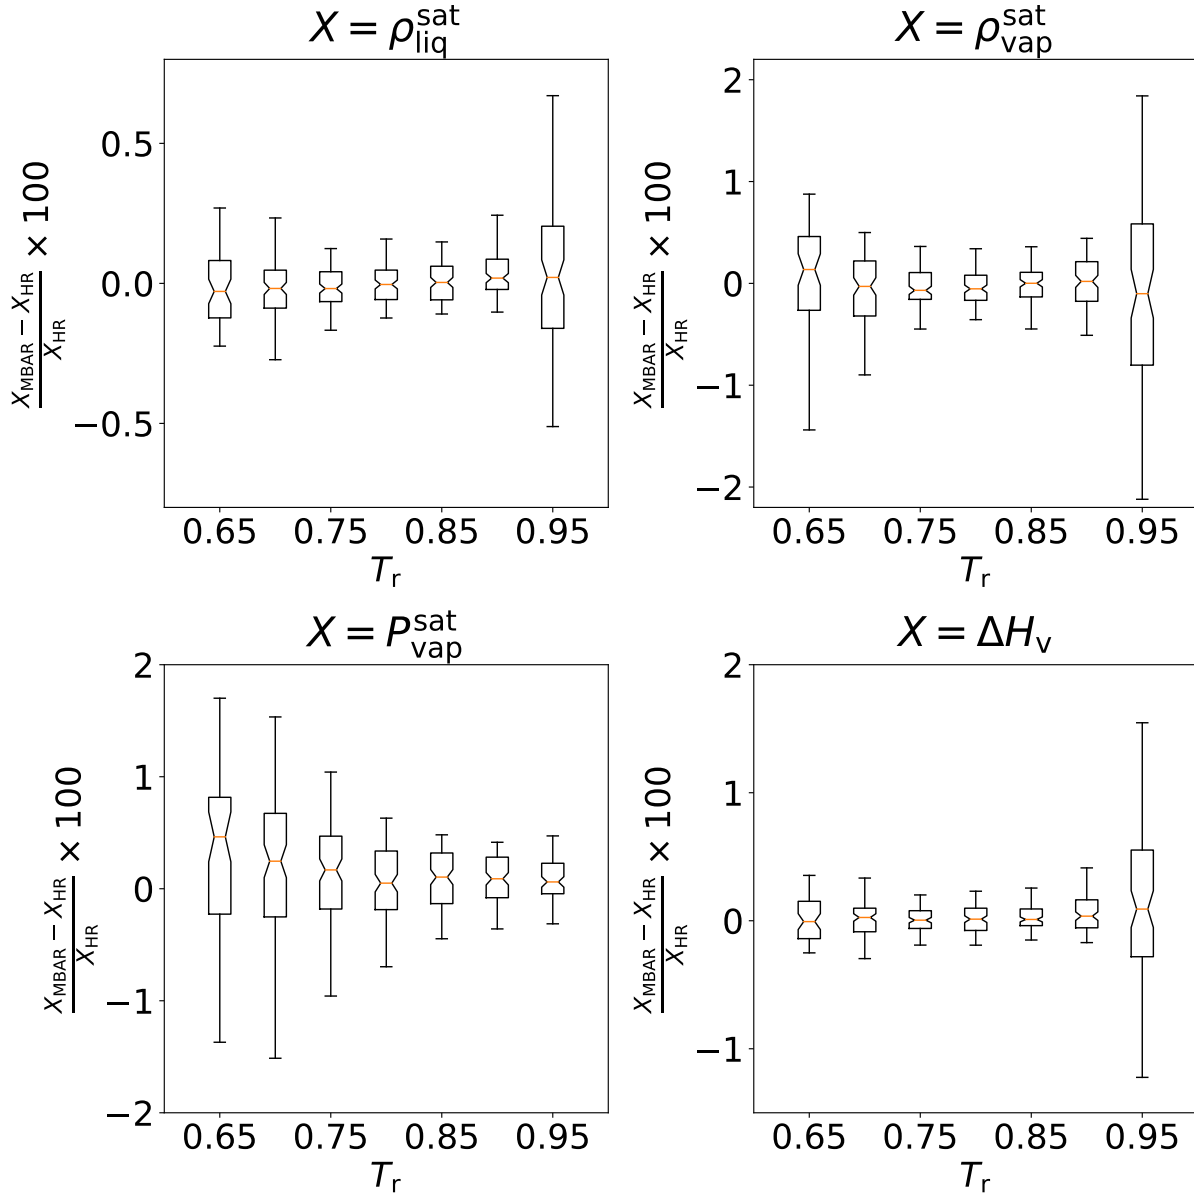 X = ρ_liq^sat
0.5
0.0
−0.5
(X_MBAR − X_HR) / X_HR × 100
0.65 0.75 0.85 0.95
T_r
X = ρ_vap^sat
2
1
0
−1
−2
(X_MBAR − X_HR) / X_HR × 100
0.65 0.75 0.85 0.95
T_r
X = P_vap^sat
2
1
0
−1
−2
(X_MBAR − X_HR) / X_HR × 100
0.65 0.75 0.85 0.95
T_r
X = ΔH_v
2
1
0
−1
(X_MBAR − X_HR) / X_HR × 100
0.65 0.75 0.85 0.95
T_r